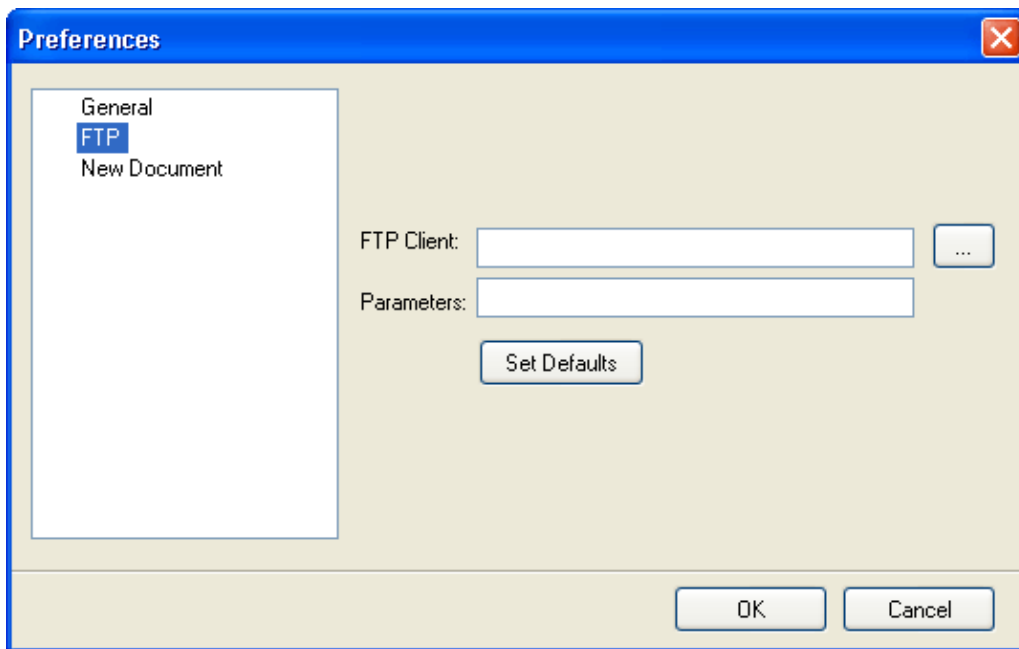 Preferences
General
FTP
New Document
FTP Client:
...
Parameters:
Set Defaults
OK
Cancel